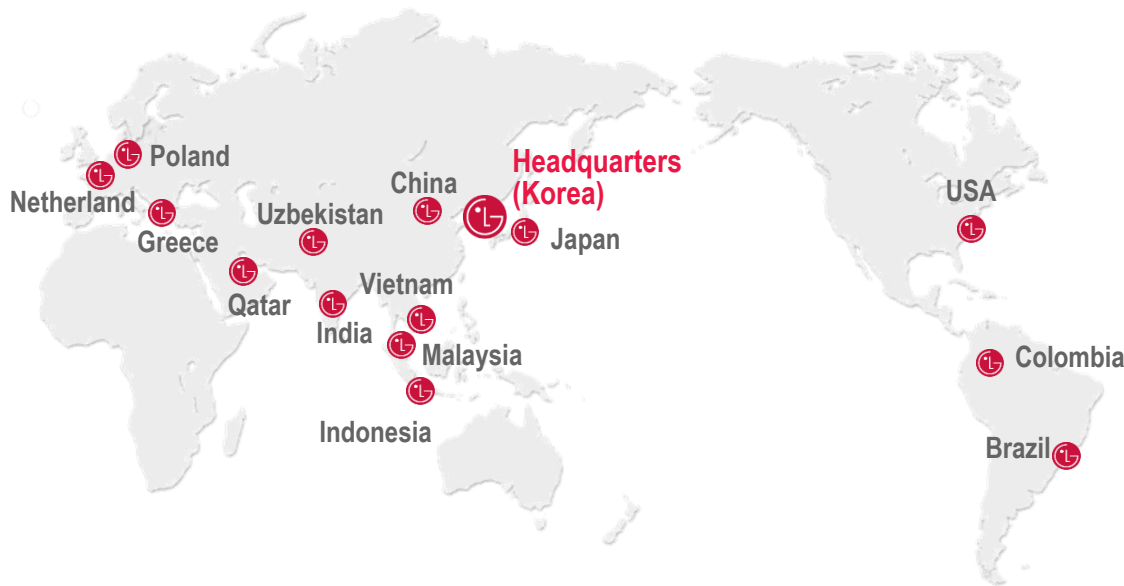 Poland
Netherland
Greece
Qatar
Uzbekistan
India
China
Headquarters
(Korea)
Japan
Vietnam
Malaysia
Indonesia
USA
Colombia
Brazil